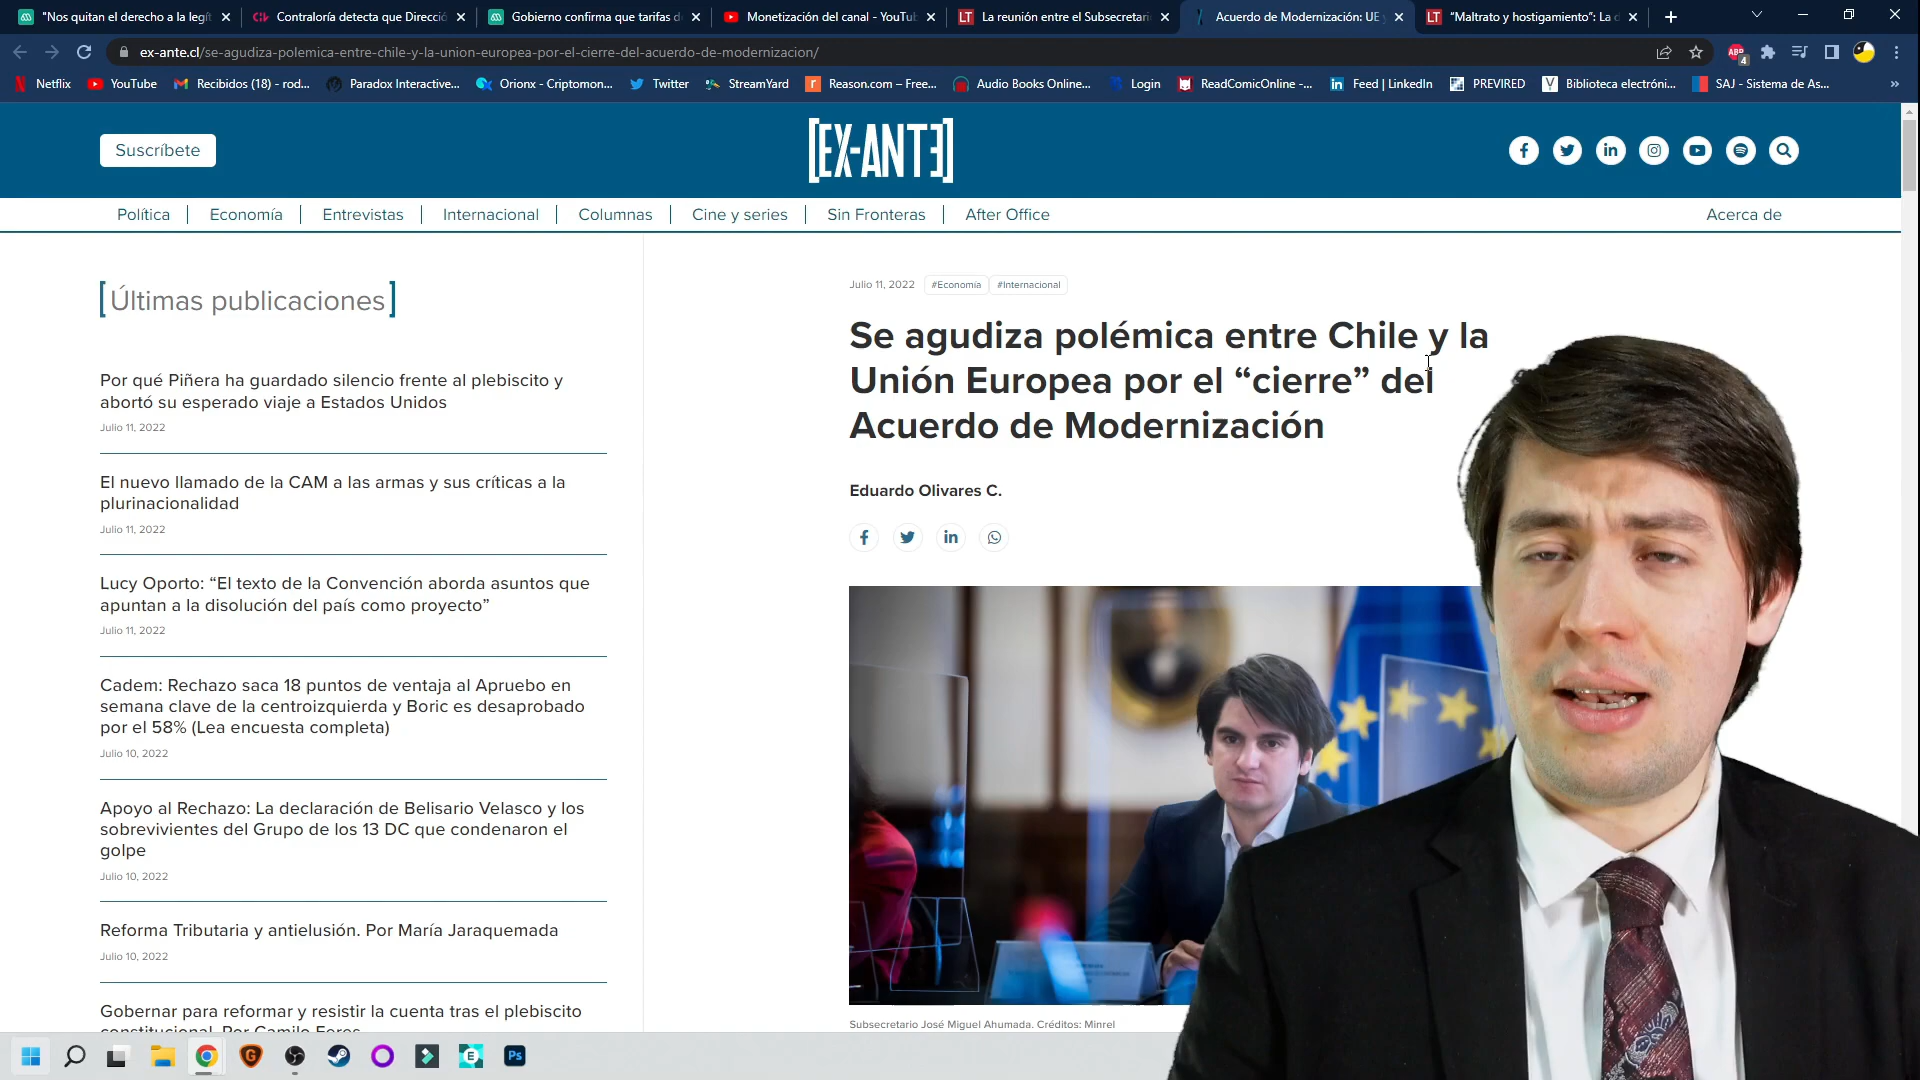 "Nos quitan el derecho a la legít
Contraloría detecta que Direcció
Gobierno confirma que tarifas d
Monetización del canal - YouTu
La reunión entre el Subsecretari
Acuerdo de Modernización: UE y
"Maltrato y hostigamiento": La d
ex-ante.cl/se-agudiza-polemica-entre-chile-y-la-union-europea-por-el-cierre-del-acuerdo-de-modernizacion/
ABP
4
Netflix
YouTube
Recibidos (18) - rod...
Paradox Interactive...
Orionx - Criptomon...
Twitter
StreamYard
Reason.com – Free...
Audio Books Online...
Login
ReadComicOnline -...
Feed | LinkedIn
PREVIRED
Biblioteca electróni...
SAJ - Sistema de As...
»
Suscríbete
[EX-ANTE]
Política
Economía
Entrevistas
Internacional
Columnas
Cine y series
Sin Fronteras
After Office
Acerca de
[Últimas publicaciones]
Por qué Piñera ha guardado silencio frente al plebiscito y
abortó su esperado viaje a Estados Unidos
Julio 11, 2022
El nuevo llamado de la CAM a las armas y sus críticas a la
plurinacionalidad
Julio 11, 2022
Lucy Oporto: “El texto de la Convención aborda asuntos que
apuntan a la disolución del país como proyecto”
Julio 11, 2022
Cadem: Rechazo saca 18 puntos de ventaja al Apruebo en
semana clave de la centroizquierda y Boric es desaprobado
por el 58% (Lea encuesta completa)
Julio 10, 2022
Apoyo al Rechazo: La declaración de Belisario Velasco y los
sobrevivientes del Grupo de los 13 DC que condenaron el
golpe
Julio 10, 2022
Reforma Tributaria y antielusión. Por María Jaraquemada
Julio 10, 2022
Gobernar para reformar y resistir la cuenta tras el plebiscito
constitucional. Por Camilo Feres
Julio 11, 2022
#Economía
#Internacional
Se agudiza polémica entre Chile y la
Unión Europea por el “cierre” del
Acuerdo de Modernización
Eduardo Olivares C.
Subsecretario José Miguel Ahumada. Créditos: Minrel
Ps